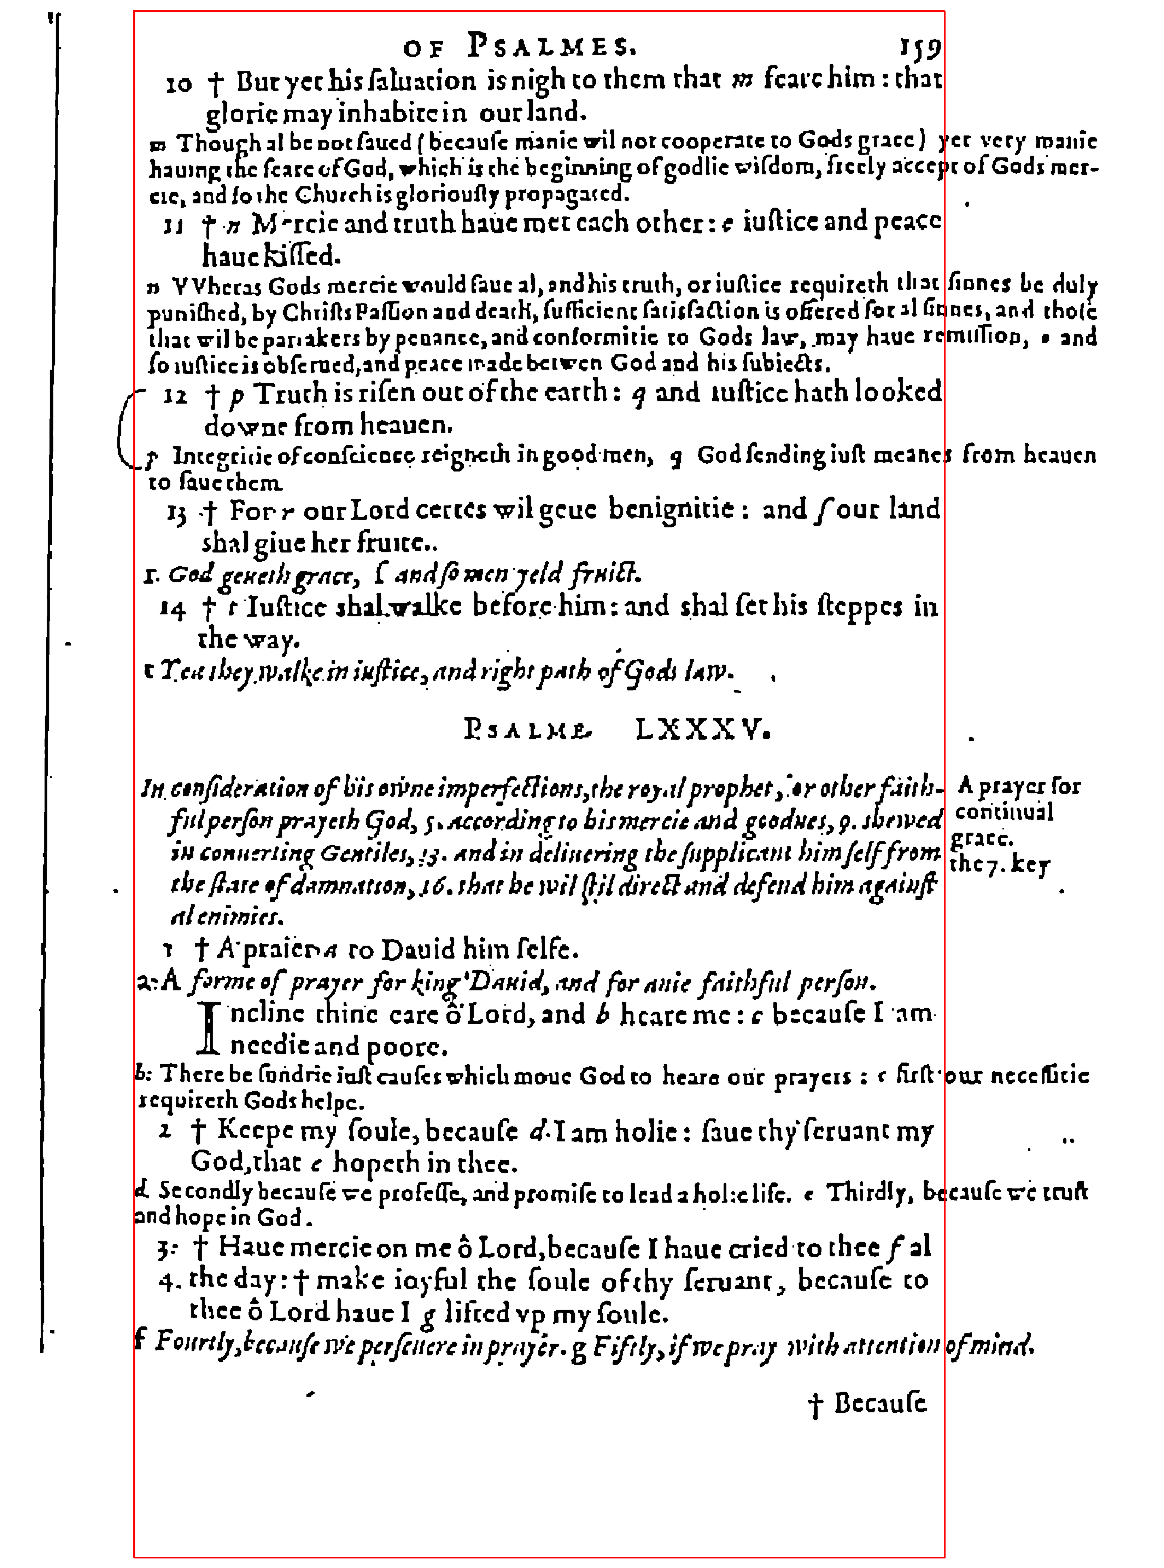 OF PSALMES. 159
10 † But yet his ſaluation is nigh to them that m feare him: that
glorie may inhabite in our land.
m Though al be not ſaued (becauſe manie wil not cooperate to Gods grace) yet very manie
hauing the feare of God, which is the beginning of godlie wiſdom, freely accept of Gods mer-
cie, and ſo the Church is gloriouſly propagated.
11 † n Mercie and truth haue met each other: e iuſtice and peace
haue kiſſed.
n VVheras Gods mercie would ſaue al, and his truth, or iuſtice requireth that ſinnes be duly
puniſhed, by Chriſts Paſſion and death, ſufficient ſatisfaction is offered for al ſinnes, and thoſe
that wil be partakers by penance, and conformitie to Gods law, may haue remiſſion, o and
ſo iuſtice is obſerued, and peace made betwen God and his ſubiects.
12 † p Truth is riſen out of the earth: q and iuſtice hath looked
downe from heauen.
p Integritie of conſcience reigneth in good men, q God ſending iuſt meanes from heauen
to ſaue them
13 † For r our Lord certes wil geue benignitie: and ſ our land
shal giue her fruite..
r. God geueth grace, ſ and ſo men yeld fruict.
14 † t Iuſtice shal walke before him: and shal ſet his ſteppes in
the way.
t Yea they walke in iuſtice, and right path of Gods law.
PSALME LXXXV.
In conſideration of his owne imperfections, the royal prophet, or other faith-
ful perſon prayeth God, 5. according to his mercie and goodnes, 9. shewed
in conuerting Gentiles, 13. and in deliuering the ſupplicant him ſelf from
the ſtate of damnation, 16. that he wil ſtil direct and defend him againſt
al enimies.
A prayer for
continual
grace.
the 7. key
1 † A praier a to Dauid him ſelfe.
a: A forme of prayer for king Dauid, and for anie faithful perſon.
Incline thine eare ô Lord, and b heare me: c becauſe I am
needie and poore.
b: There be ſundrie iuſt cauſes which moue God to heare our prayers: c firſt our neceſſitie
requireth Gods helpe.
2 † Keepe my ſoule, becauſe d. I am holie: ſaue thy ſeruant my
God, that e hopeth in thee.
d Secondly becauſe we profeſſe, and promiſe to lead a holie life. e Thirdly, becauſe we truſt
and hope in God.
3: † Haue mercie on me ô Lord, becauſe I haue cried to thee f al
4. the day: † make ioyful the ſoule of thy ſeruant, becauſe to
thee ô Lord haue I g lifted vp my ſoule.
f Fourtly, becauſe we perſeuere in prayer. g Fiftly, if we pray with attention of mind.
† Becauſe